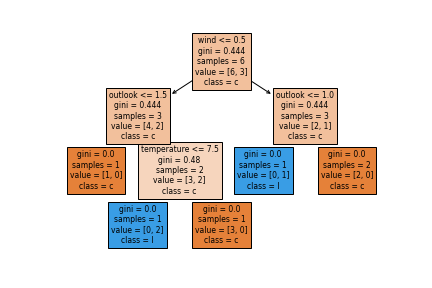 wind <= 0.5
gini = 0.444
samples = 6
value = [6, 3]
class = c
outlook <= 1.5
gini = 0.444
samples = 3
value = [4, 2]
class = c
outlook <= 1.0
gini = 0.444
samples = 3
value = [2, 1]
class = c
gini = 0.0
samples = 1
value = [1, 0]
class = c
temperature <= 7.5
gini = 0.48
samples = 2
value = [3, 2]
class = c
gini = 0.0
samples = 1
value = [0, 1]
class = l
gini = 0.0
samples = 2
value = [2, 0]
class = c
gini = 0.0
samples = 1
value = [0, 2]
class = l
gini = 0.0
samples = 1
value = [3, 0]
class = c